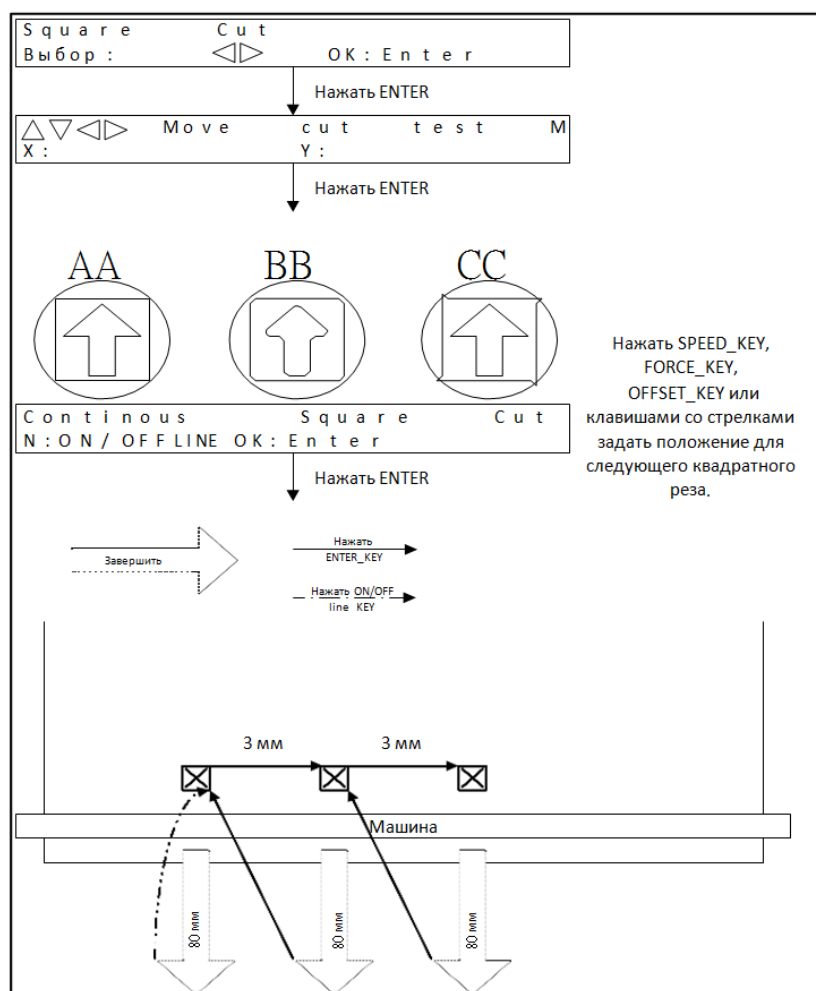 Square Cut
Выбор: ◁▷ OK: Enter
Нажать ENTER
△▽◁▷ Move cut test M
X: Y:
Нажать ENTER
AA BB CC
Нажать SPEED_KEY,
FORCE_KEY,
OFFSET_KEY или
клавишами со стрелками
задать положение для
следующего квадратного
реза.
Continous Square Cut
N:ON/OFFLINE OK:Enter
Нажать ENTER
Завершить
Нажать
ENTER_KEY
Нажать ON/OFF
line KEY
3 мм 3 мм
Машина
80 мм 80 мм 80 мм